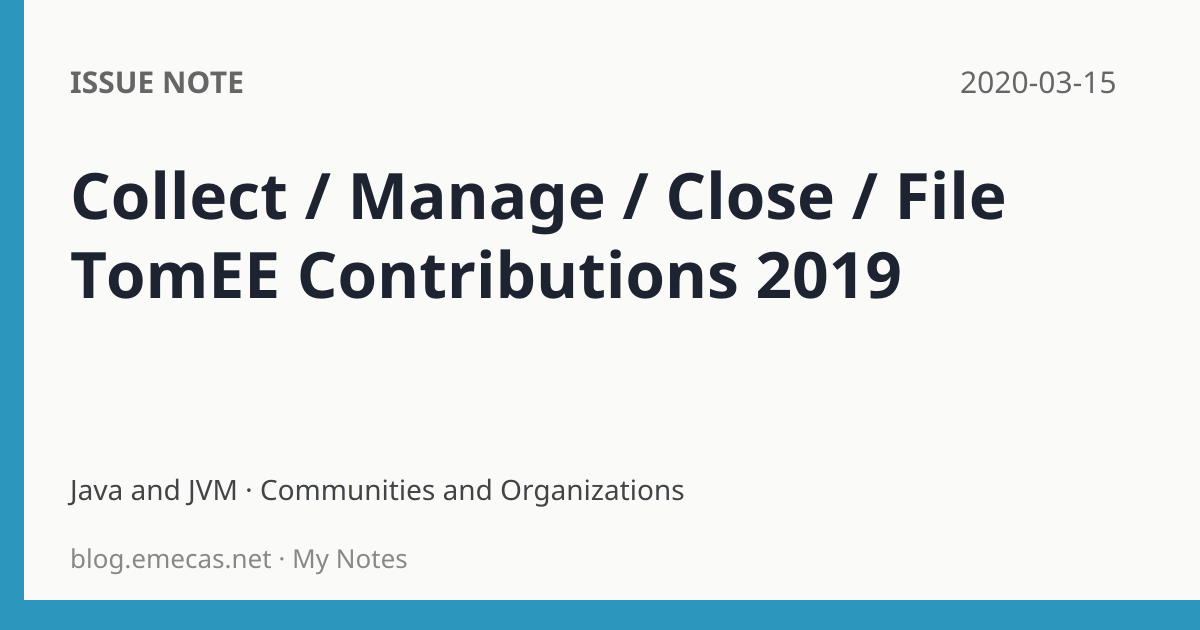 ISSUE NOTE
2020-03-15
Collect / Manage / Close / File
TomEE Contributions 2019
Java and JVM · Communities and Organizations
blog.emecas.net · My Notes